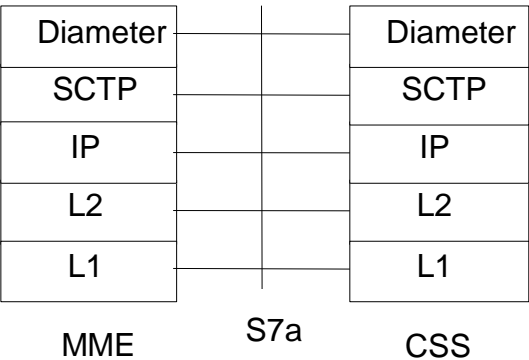 Diameter Diameter
SCTP SCTP
IP IP
L2 L2
L1 L1
MME S7a CSS